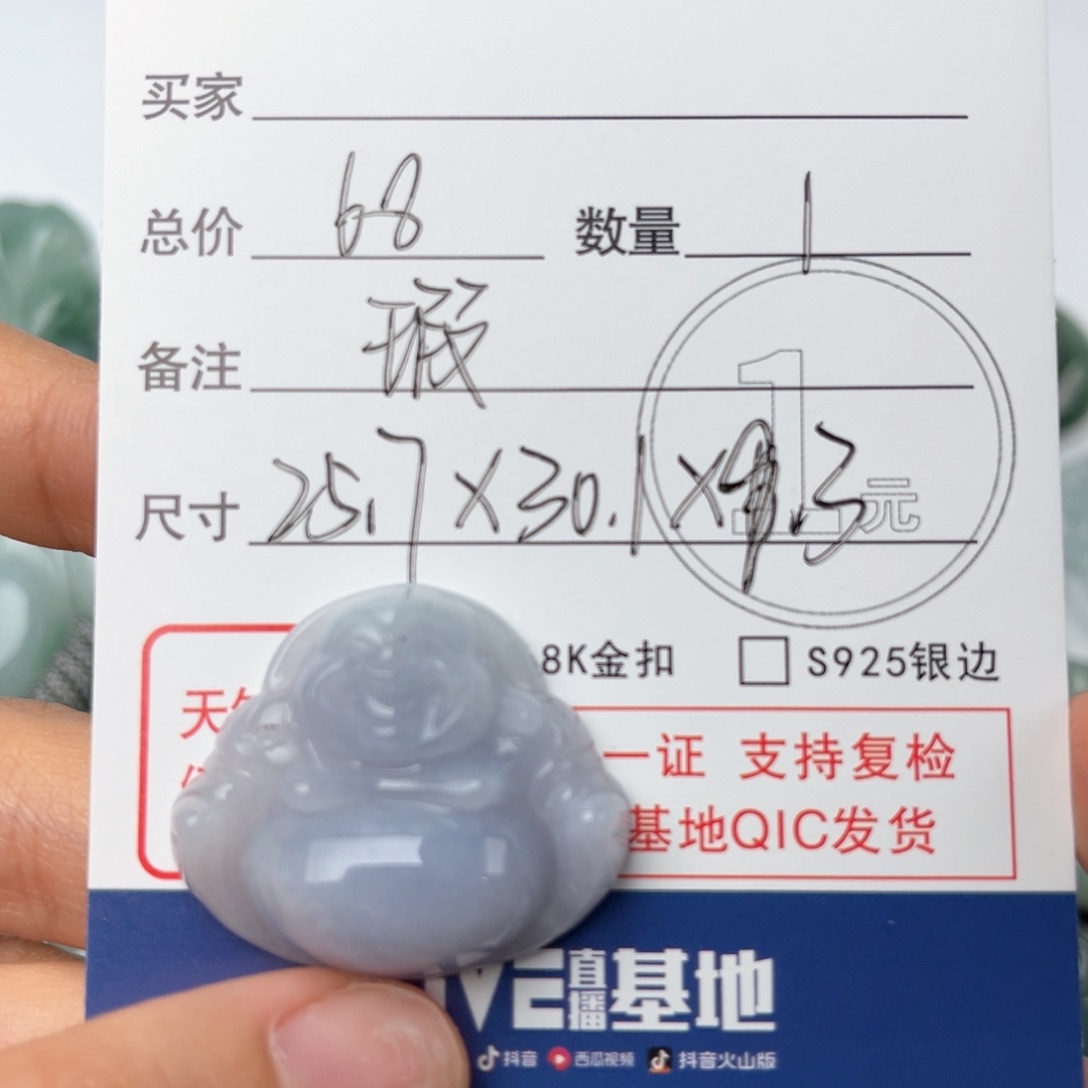 买家
总价 68 数量 1
备注 瑕
1元
尺寸 25.7×30.1×9.3
8K金扣 □ S925银边
天
一证 支持复检
基地QIC发货
直播基地
抖音 西瓜视频 抖音火山版